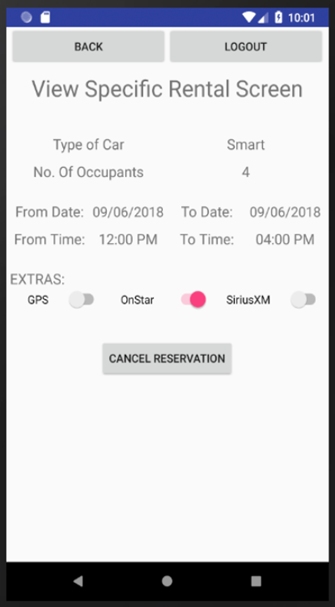 10:01
BACK LOGOUT
View Specific Rental Screen
Type of Car Smart
No. Of Occupants 4
From Date: 09/06/2018 To Date: 09/06/2018
From Time: 12:00 PM To Time: 04:00 PM
EXTRAS:
GPS OnStar SiriusXM
CANCEL RESERVATION